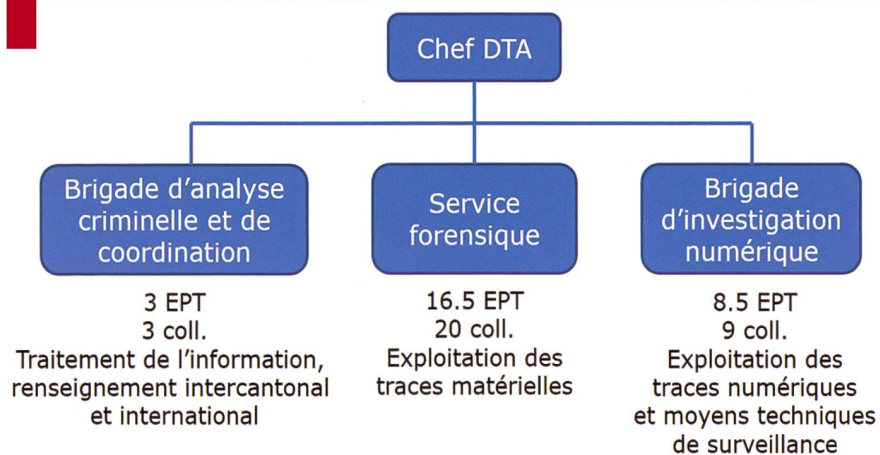 Chef DTA
Brigade d'analyse
criminelle et de
coordination
3 EPT
3 coll.
Traitement de l'information,
renseignement intercantonal
et international
Service
forensique
16.5 EPT
20 coll.
Exploitation des
traces matérielles
Brigade
d'investigation
numérique
8.5 EPT
9 coll.
Exploitation des
traces numériques
et moyens techniques
de surveillance